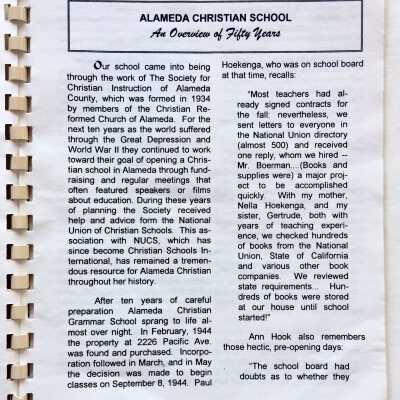 ALAMEDA CHRISTIAN SCHOOL
An Overview of Fifty Years
Our school came into being
through the work of The Society for
Christian Instruction of Alameda
County, which was formed in 1934
by members of the Christian Re-
formed Church of Alameda. For the
next ten years as the world suffered
through the Great Depression and
World War II they continued to work
toward their goal of opening a Chris-
tian school in Alameda through fund-
raising and regular meetings that
often featured speakers or films
about education. During these years
of planning the Society received
help and advice form the National
Union of Christian Schools. This as-
sociation with NUCS, which has
since become Christian Schools In-
ternational, has remained a tremen-
dous resource for Alameda Christian
throughout her history.
After ten years of careful
preparation Alameda Christian
Grammar School sprang to life al-
most over night. In February, 1944
the property at 2226 Pacific Ave.
was found and purchased. Incorpo-
ration followed in March, and in May
the decision was made to begin
classes on September 8, 1944. Paul
Hoekenga, who was on school board
at that time, recalls:
"Most teachers had al-
ready signed contracts for
the fall: nevertheless, we
sent letters to everyone in
the National Union directory
(almost 500) and received
one reply, whom we hired --
Mr. Boerman....(Books and
supplies were) a major proj-
ect to be accomplished
quickly. With my mother,
Nella Hoekenga, and my
sister, Gertrude, both with
years of teaching experi-
ence, we checked hundreds
of books from the National
Union, State of California
and various other book
companies. We reviewed
state requirements... Hun-
dreds of books were stored
at our house until school
started!"
Ann Hook also remembers
those hectic, pre-opening days:
"The school board had
doubts as to whether they